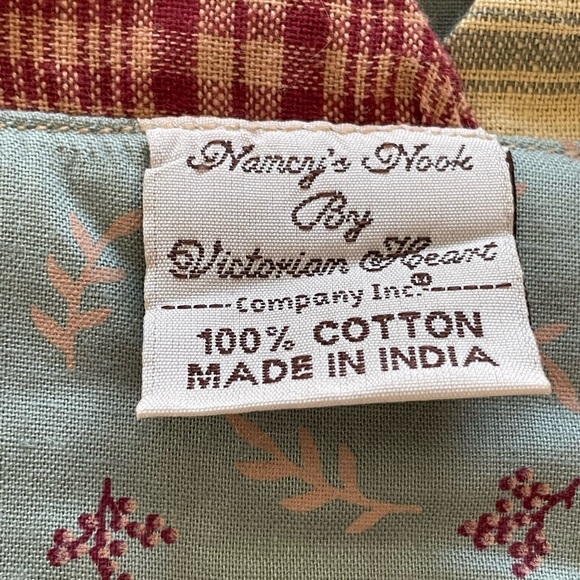 Nancy's Nook
By
Victorian Heart
Company Inc.®
100% COTTON
MADE IN INDIA